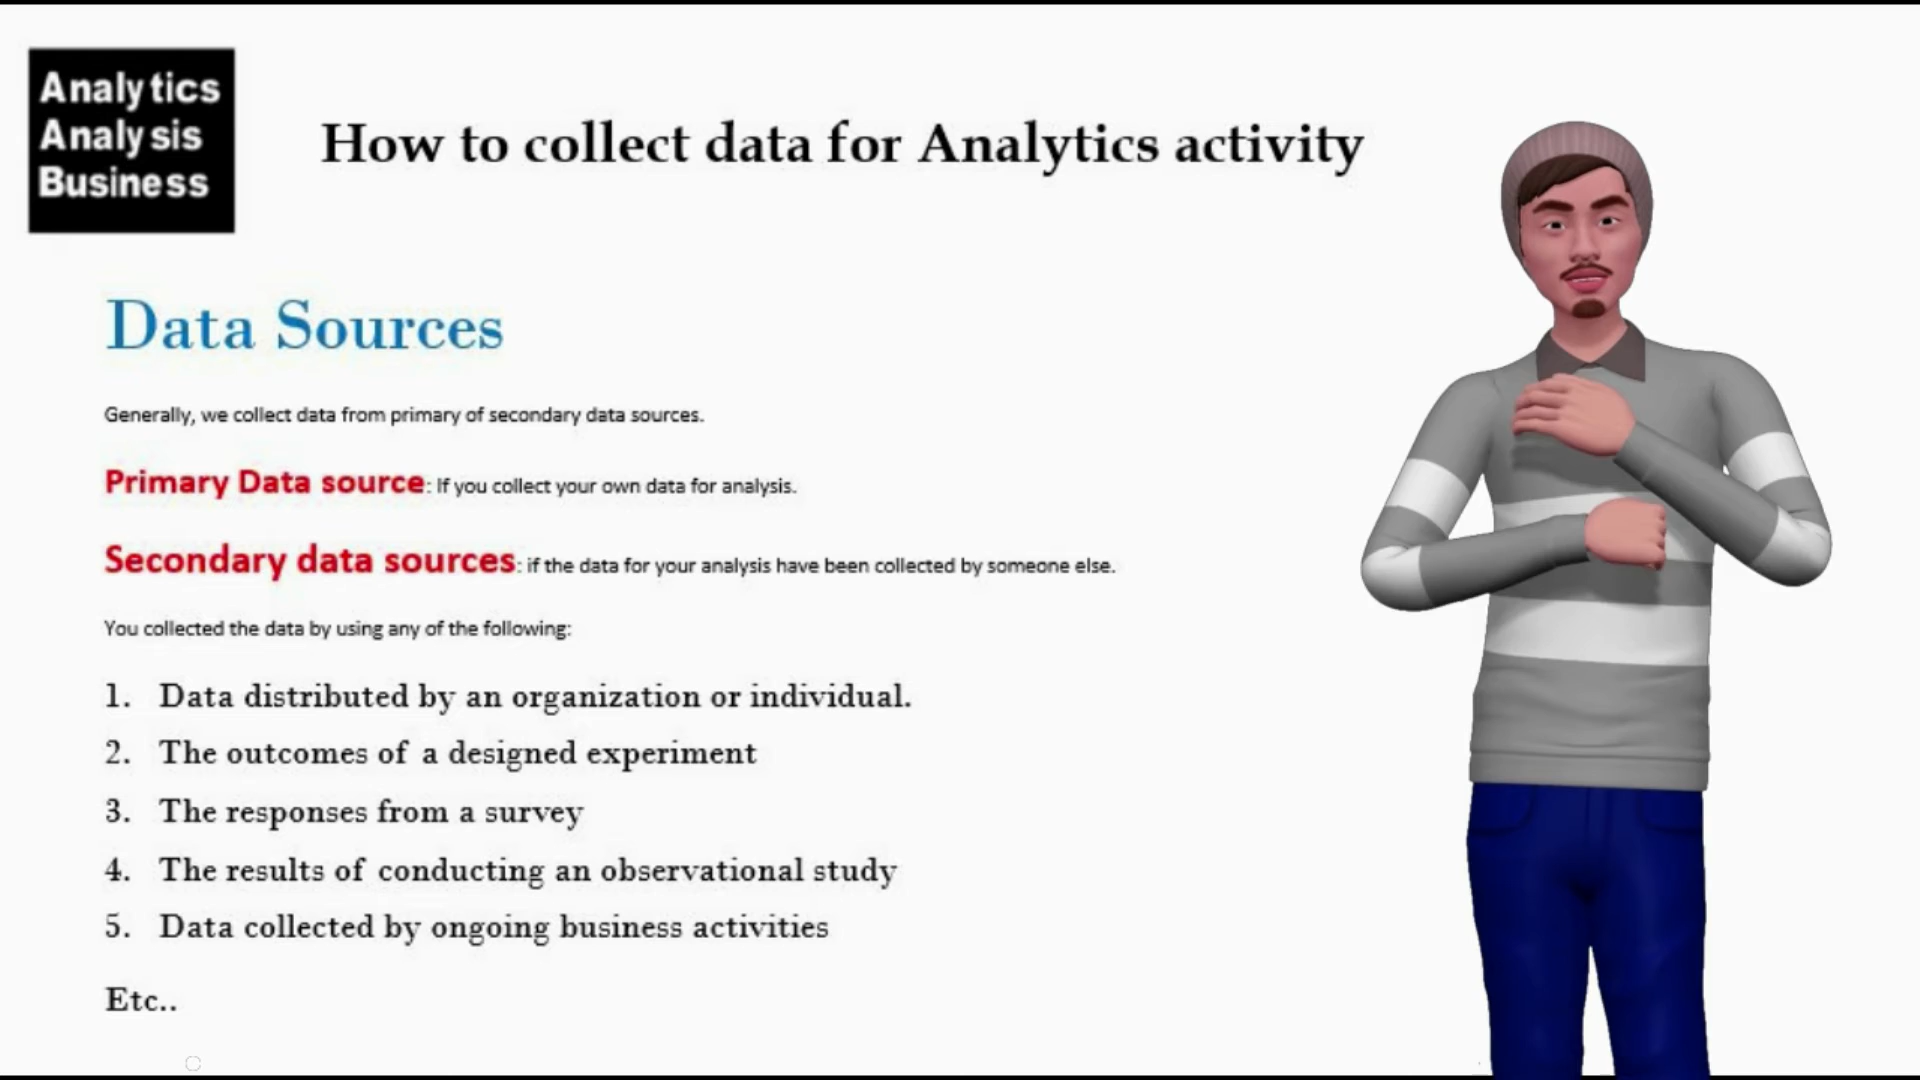 Analytics
Analysis
Business
How to collect data for Analytics activity
Data Sources
Generally, we collect data from primary of secondary data sources.
Primary Data source: If you collect your own data for analysis.
Secondary data sources: if the data for your analysis have been collected by someone else.
You collected the data by using any of the following:
1. Data distributed by an organization or individual.
2. The outcomes of a designed experiment
3. The responses from a survey
4. The results of conducting an observational study
5. Data collected by ongoing business activities
Etc..